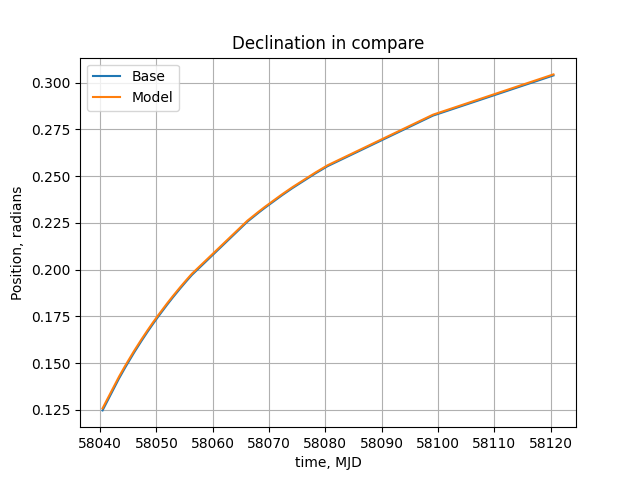 Declination in compare
Base
Model
Position, radians
0.300
0.275
0.250
0.225
0.200
0.175
0.150
0.125
58040 58050 58060 58070 58080 58090 58100 58110 58120
time, MJD